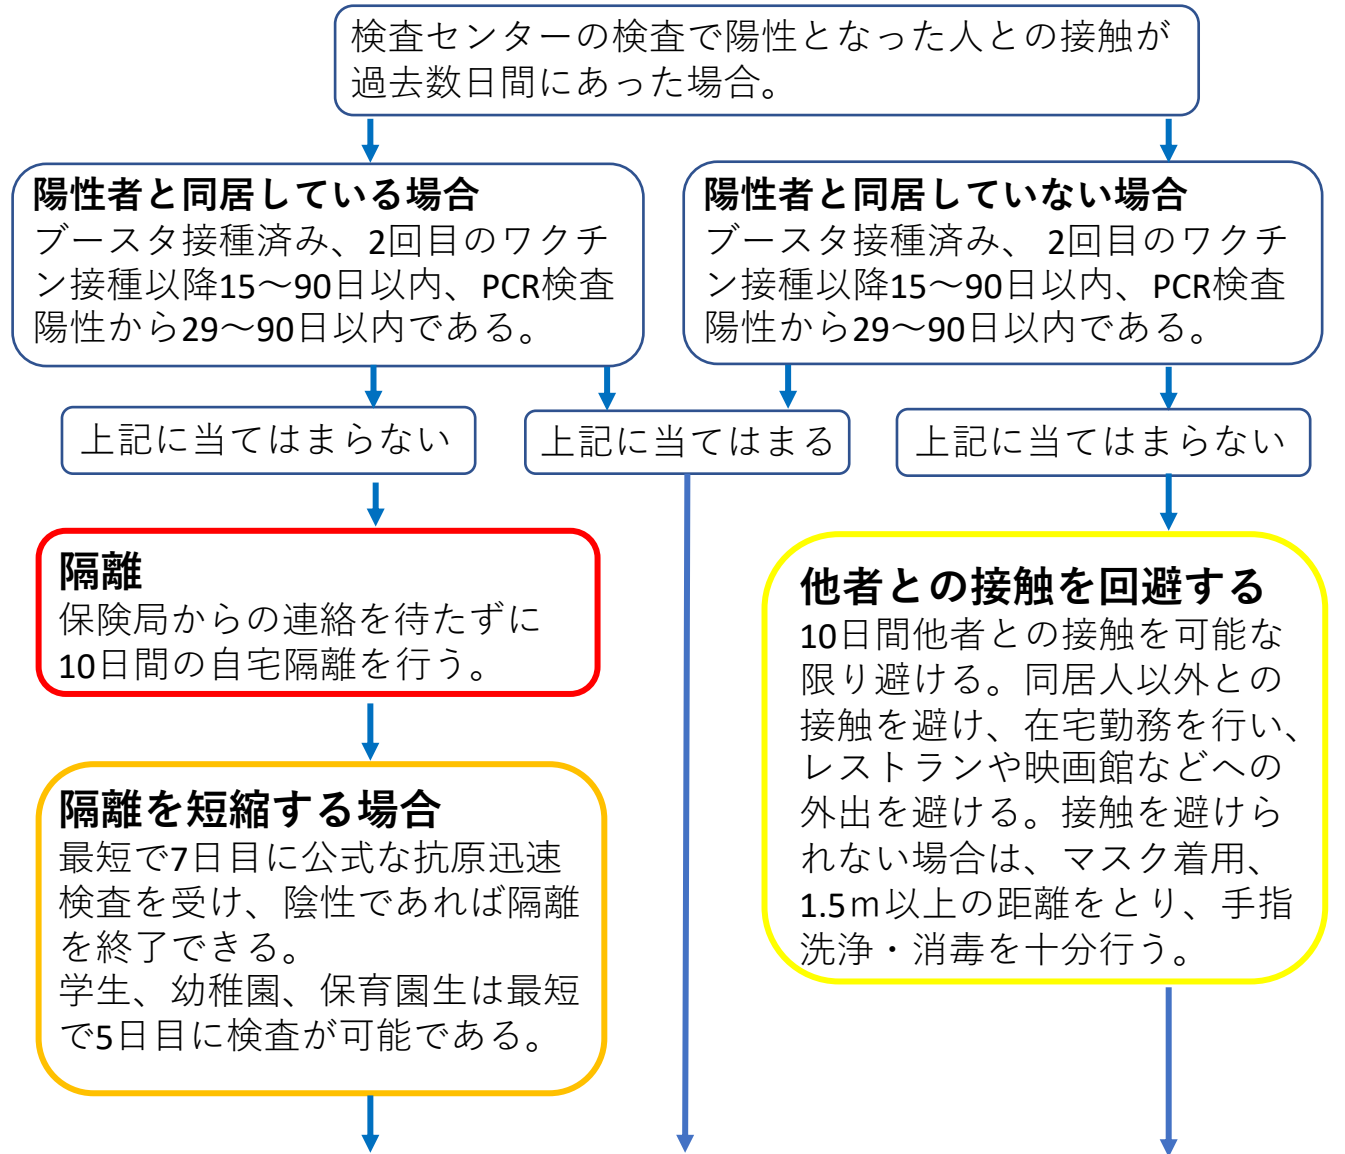 検査センターの検査で陽性となった人との接触が
過去数日間にあった場合。
陽性者と同居している場合
ブースタ接種済み、2回目のワクチ
ン接種以降15～90日以内、PCR検査
陽性から29～90日以内である。
陽性者と同居していない場合
ブースタ接種済み、 2回目のワクチ
ン接種以降15～90日以内、PCR検査
陽性から29～90日以内である。
上記に当てはまらない
上記に当てはまる
上記に当てはまらない
隔離
保険局からの連絡を待たずに
10日間の自宅隔離を行う。
隔離を短縮する場合
最短で7日目に公式な抗原迅速
検査を受け、陰性であれば隔離
を終了できる。
学生、幼稚園、保育園生は最短
で5日目に検査が可能である。
他者との接触を回避する
10日間他者との接触を可能な
限り避ける。同居人以外との
接触を避け、在宅勤務を行い、
レストランや映画館などへの
外出を避ける。接触を避けら
れない場合は、マスク着用、
1.5ｍ以上の距離をとり、手指
洗浄・消毒を十分行う。